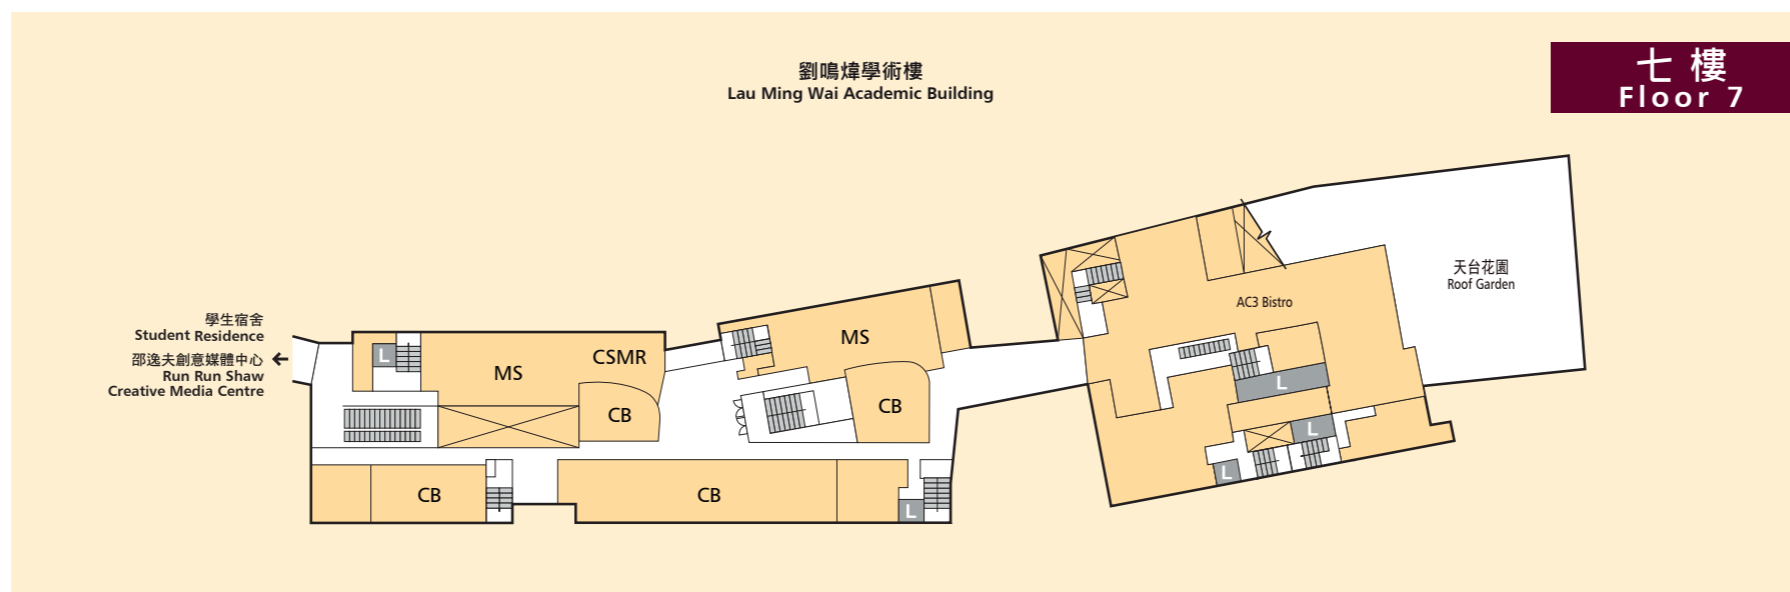 劉鳴煒學術樓
Lau Ming Wai Academic Building
七樓
Floor 7
天台花園
Roof Garden
AC3 Bistro
學生宿舍
Student Residence
邵逸夫創意媒體中心
Run Run Shaw
Creative Media Centre
L
MS
CSMR
CB
MS
CB
L
L
L
CB
CB
L